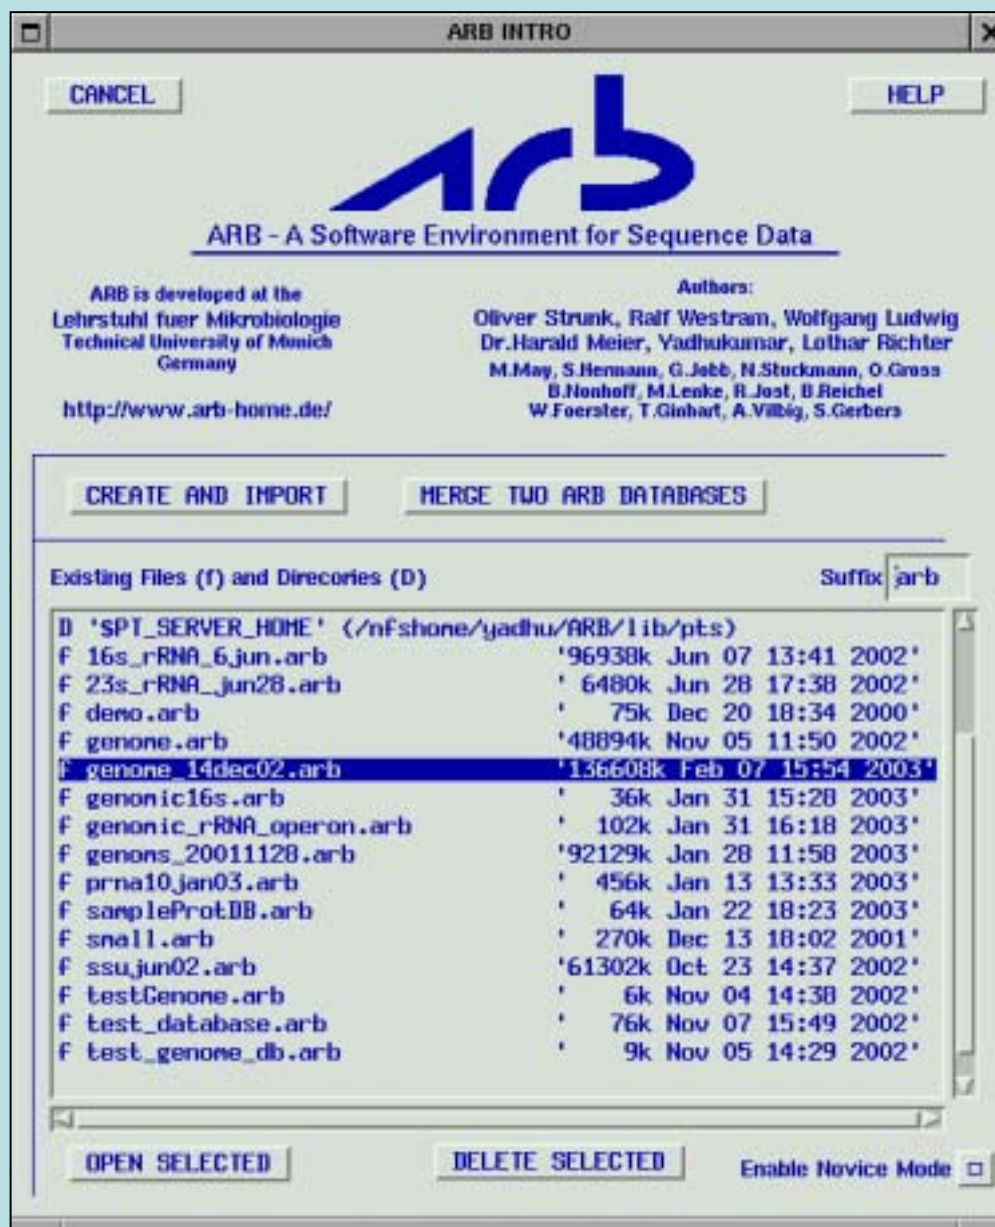 ARB INTRO
CANCEL
HELP
arb
ARB - A Software Environment for Sequence Data
ARB is developed at the
Lehrstuhl fuer Mikrobiologie
Technical University of Munich
Germany
http://www.arb-home.de/
Authors:
Oliver Strunk, Ralf Westram, Wolfgang Ludwig
Dr.Harald Meier, Yadhukumar, Lothar Richter
M.May, S.Hermann, G.Jobb, N.Stuckmann, O.Gross
B.Nonhoff, M.Lenke, R.Jost, B.Reichel
W.Foerster, T.Ginhart, A.Vilbig, S.Gerbers
CREATE AND IMPORT
MERGE TWO ARB DATABASES
Existing Files (f) and Direcories (D)
Suffix arb
D '$PT_SERVER_HOME' (/nfshome/yadhu/ARB/lib/pts)
f 16s_rRNA_6jun.arb '96938k Jun 07 13:41 2002'
f 23s_rRNA_jun28.arb ' 6480k Jun 28 17:38 2002'
f demo.arb ' 75k Dec 20 18:34 2000'
f genome.arb '48894k Nov 05 11:50 2002'
f genome_14dec02.arb '136608k Feb 07 15:54 2003'
f genomic16s.arb ' 36k Jan 31 15:28 2003'
f genomic_rRNA_operon.arb ' 102k Jan 31 16:18 2003'
f genoms_20011128.arb '92129k Jan 28 11:58 2003'
f prna10jan03.arb ' 456k Jan 13 13:33 2003'
f sampleProtDB.arb ' 64k Jan 22 18:23 2003'
f small.arb ' 270k Dec 13 18:02 2001'
f ssujun02.arb '61302k Oct 23 14:37 2002'
f testGenome.arb ' 6k Nov 04 14:38 2002'
f test_database.arb ' 76k Nov 07 15:49 2002'
f test_genome_db.arb ' 9k Nov 05 14:29 2002'
OPEN SELECTED
DELETE SELECTED
Enable Novice Mode